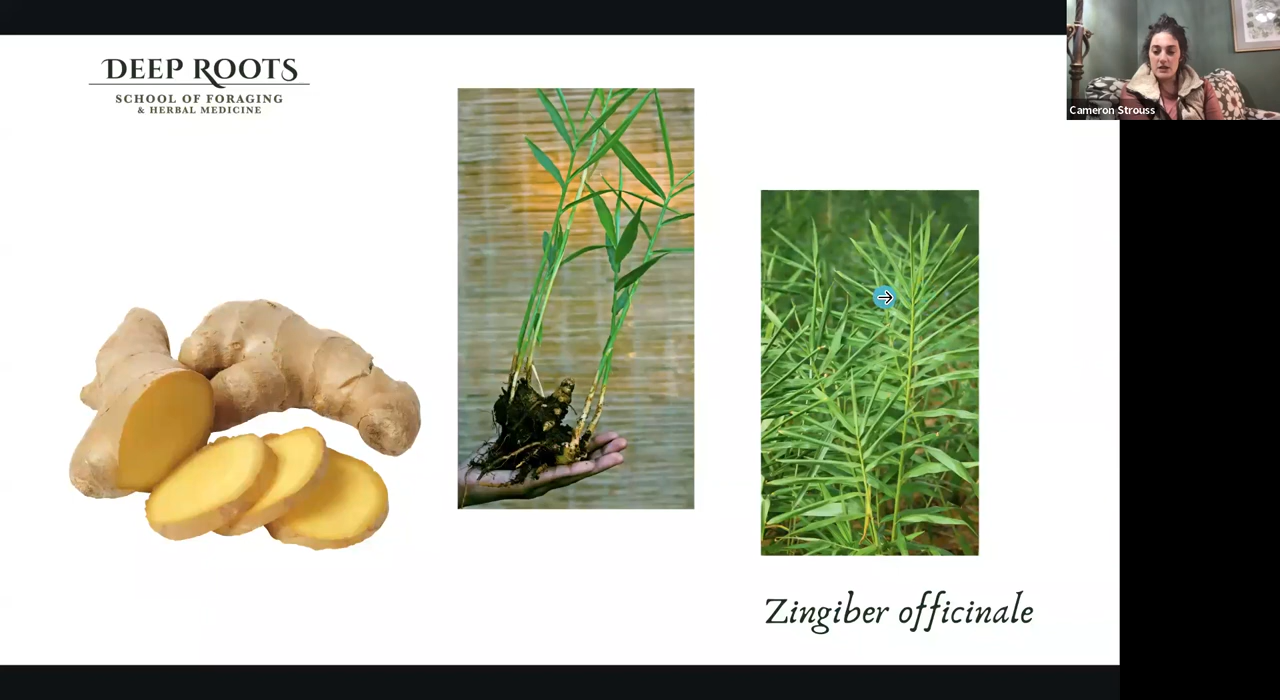 DEEP ROOTS
SCHOOL OF FORAGING
& HERBAL MEDICINE
Cameron Strouss
Zingiber officinale